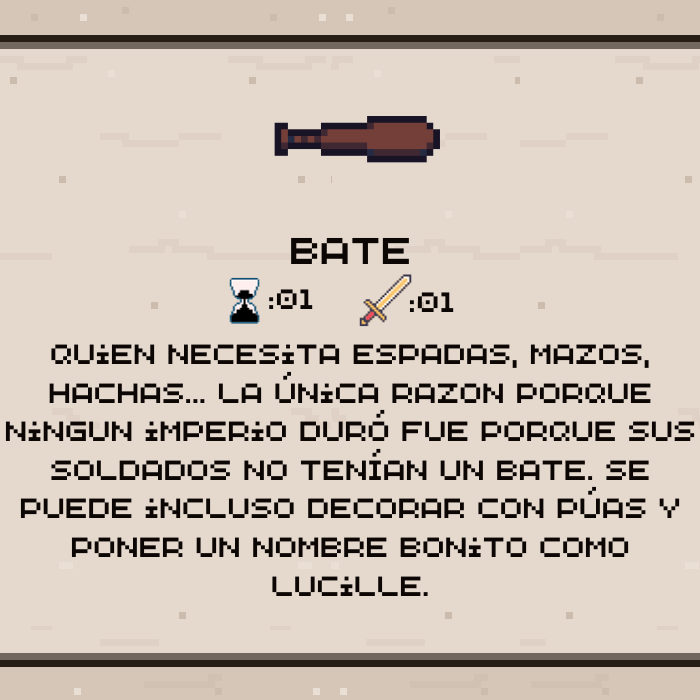 BATE
:01 :01
QUiEN NECESiTA ESPADAS, MAZOS,
HACHAS... LA ÚNiCA RAZON PORQUE
NiNGUN iMPERiO DURÓ FUE PORQUE SUS
SOLDADOS NO TENÍAN UN BATE. SE
PUEDE iNCLUSO DECORAR CON PÚAS Y
PONER UN NOMBRE BONiTO COMO
LUCiLLE.